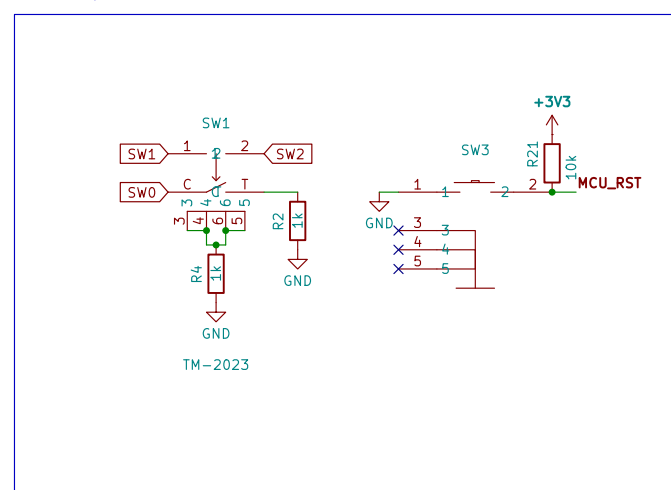 +3V3
SW1
SW3
R21
10k
SW1 1 2 2 SW2
MCU_RST
SW0 C D T
1 1 2 2
3 4 6 5
3 4 6 5
R2
1k
GND
3 3
4 4
5 5
R4
1k
GND
GND
TM-2023